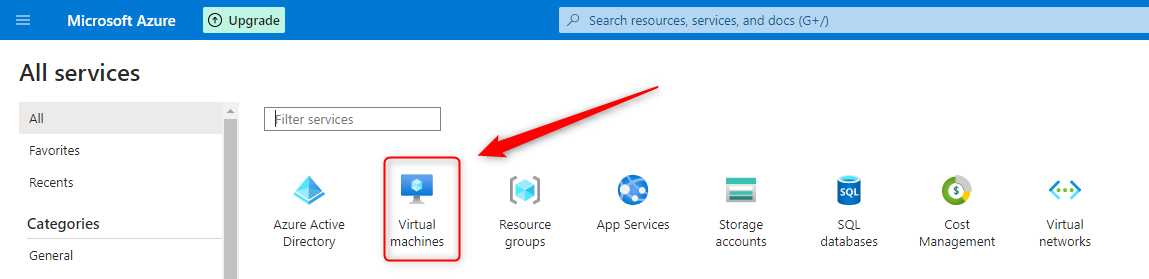 Microsoft Azure
Upgrade
Search resources, services, and docs (G+/)
All services
All
Filter services
Favorites
Recents
Categories
General
Azure Active
Directory
Virtual
machines
Resource
groups
App Services
Storage
accounts
SQL
SQL
databases
$
Cost
Management
Virtual
networks